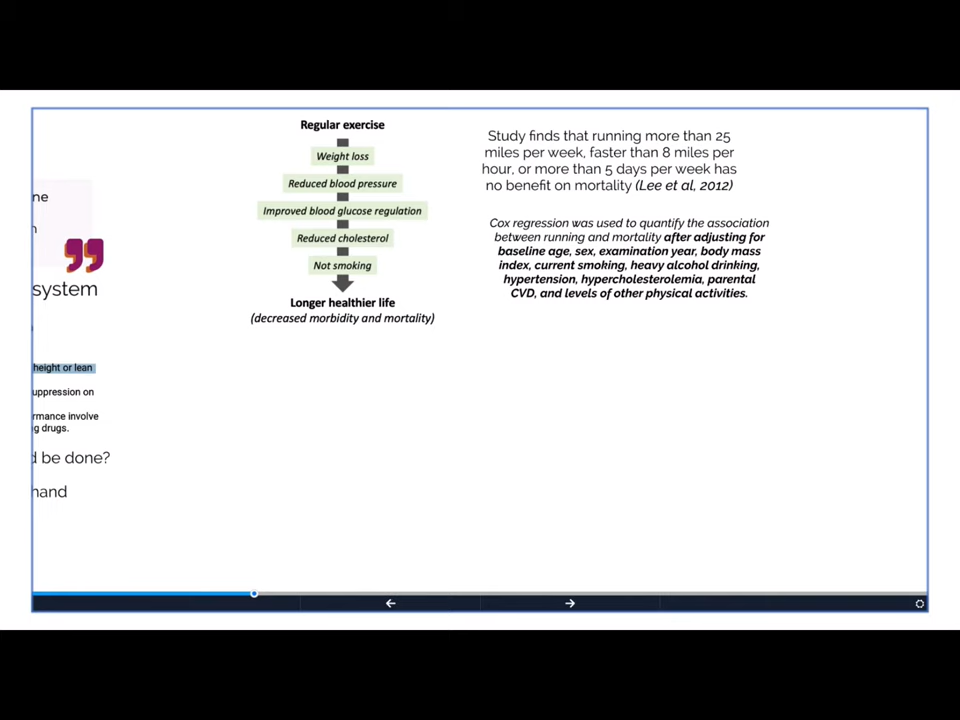 ne
system
height or lean
uppression on
rmance involve
g drugs.
d be done?
hand
Regular exercise
Weight loss
Reduced blood pressure
Improved blood glucose regulation
Reduced cholesterol
Not smoking
Longer healthier life
(decreased morbidity and mortality)
Study finds that running more than 25
miles per week, faster than 8 miles per
hour, or more than 5 days per week has
no benefit on mortality (Lee et al, 2012)
Cox regression was used to quantify the association
between running and mortality after adjusting for
baseline age, sex, examination year, body mass
index, current smoking, heavy alcohol drinking,
hypertension, hypercholesterolemia, parental
CVD, and levels of other physical activities.